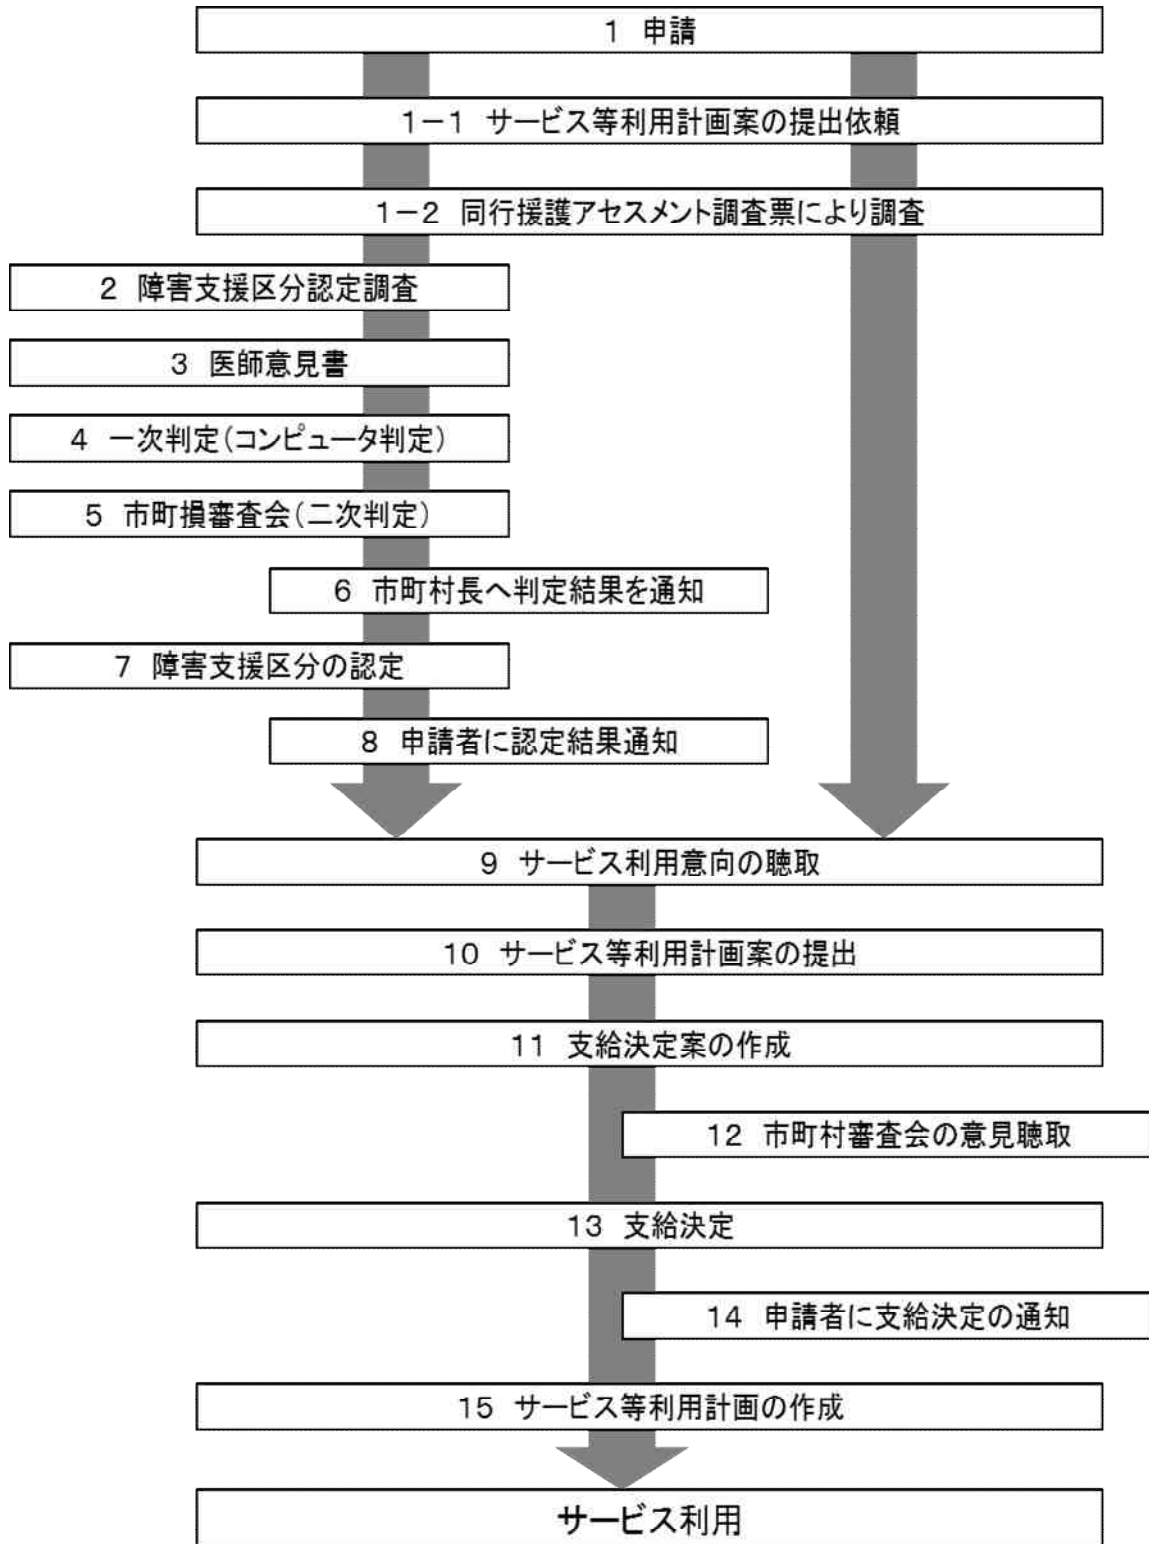 1 申請
1－1 サービス等利用計画案の提出依頼
1－2 同行援護アセスメント調査票により調査
2 障害支援区分認定調査
3 医師意見書
4 一次判定（コンピュータ判定）
5 市町損審査会（二次判定）
6 市町村長へ判定結果を通知
7 障害支援区分の認定
8 申請者に認定結果通知
9 サービス利用意向の聴取
10 サービス等利用計画案の提出
11 支給決定案の作成
12 市町村審査会の意見聴取
13 支給決定
14 申請者に支給決定の通知
15 サービス等利用計画の作成
サービス利用